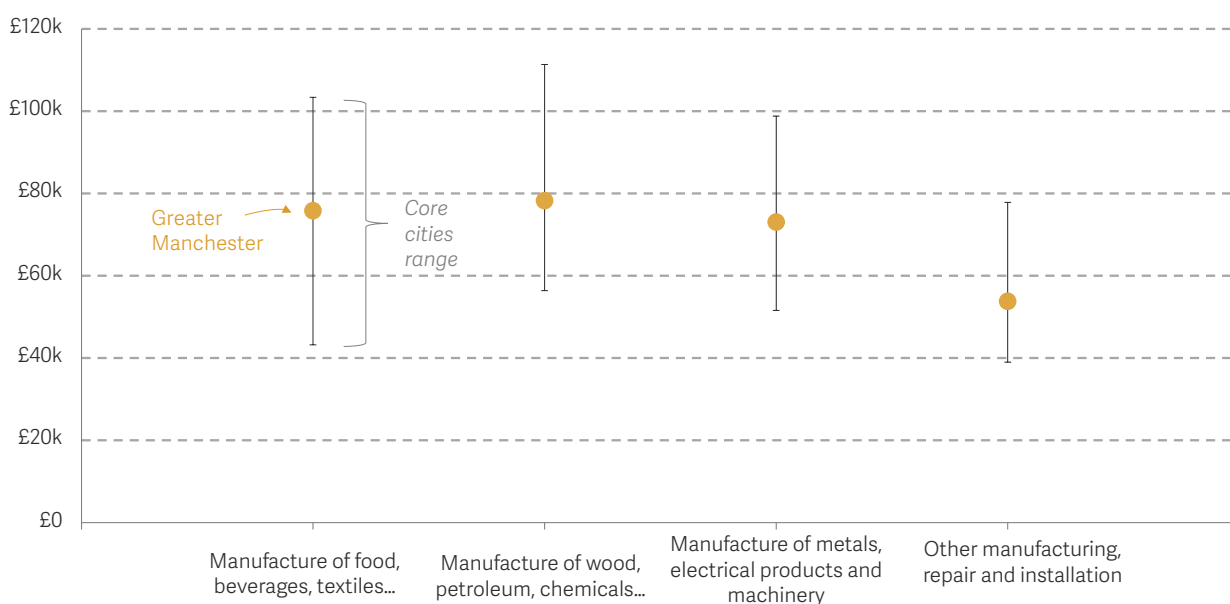 £120k
£100k
£80k
£60k
£40k
£20k
£0
Greater
Manchester
Core
cities
range
Manufacture of food,
beverages, textiles…
Manufacture of wood,
petroleum, chemicals…
Manufacture of metals,
electrical products and
machinery
Other manufacturing,
repair and installation